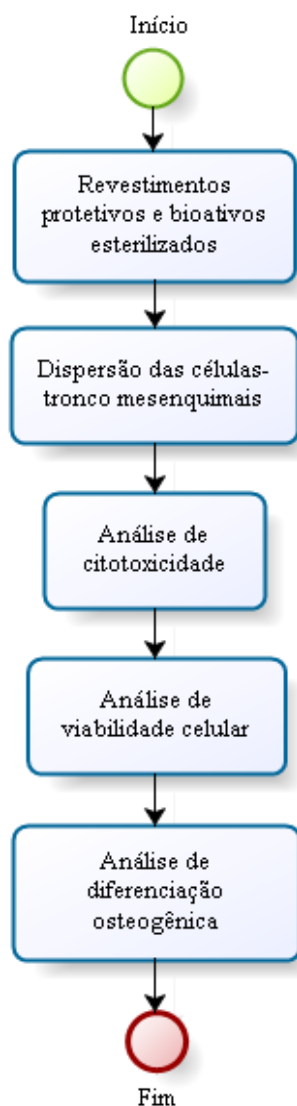 Início
Revestimentos
protetivos e bioativos
esterilizados
Dispersão das células-
tronco mesenquimais
Análise de
citotoxicidade
Análise de
viabilidade celular
Análise de
diferenciação
osteogênica
Fim